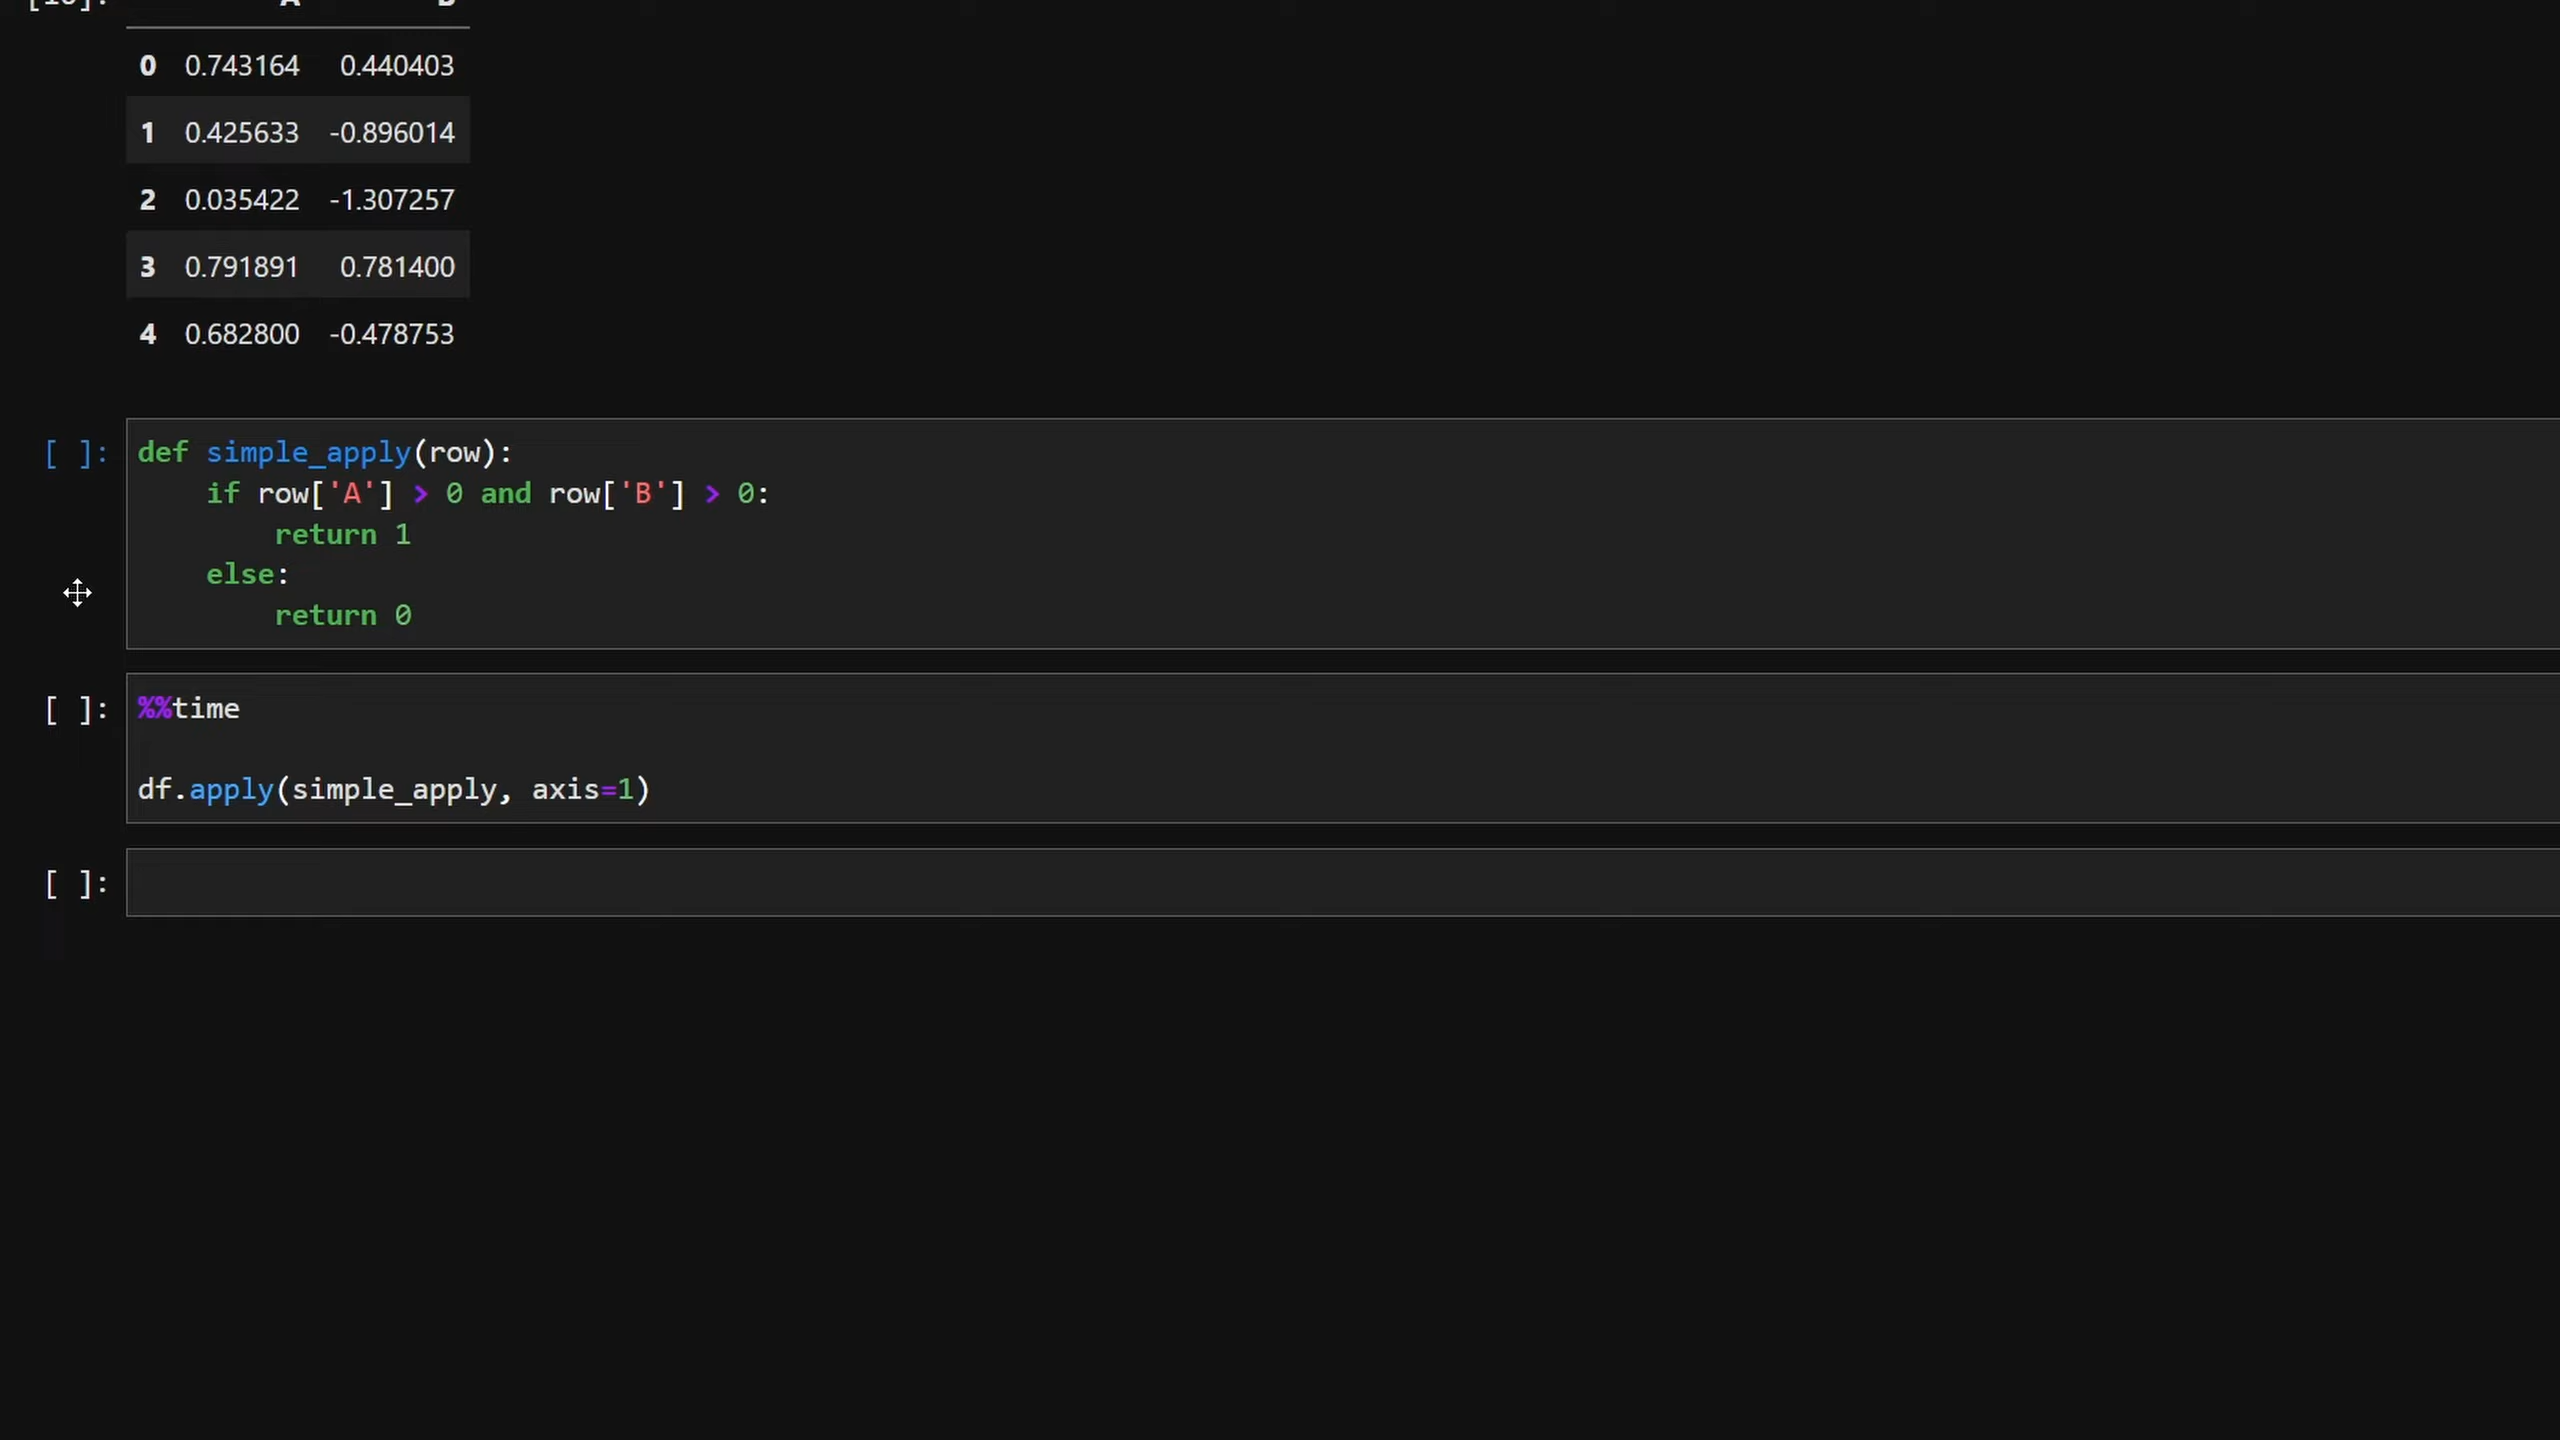 A B
0 0.743164 0.440403
1 0.425633 -0.896014
2 0.035422 -1.307257
3 0.791891 0.781400
4 0.682800 -0.478753
[ ]: def simple_apply(row):
if row['A'] > 0 and row['B'] > 0:
return 1
else:
return 0
[ ]: %%time
df.apply(simple_apply, axis=1)
[ ]: